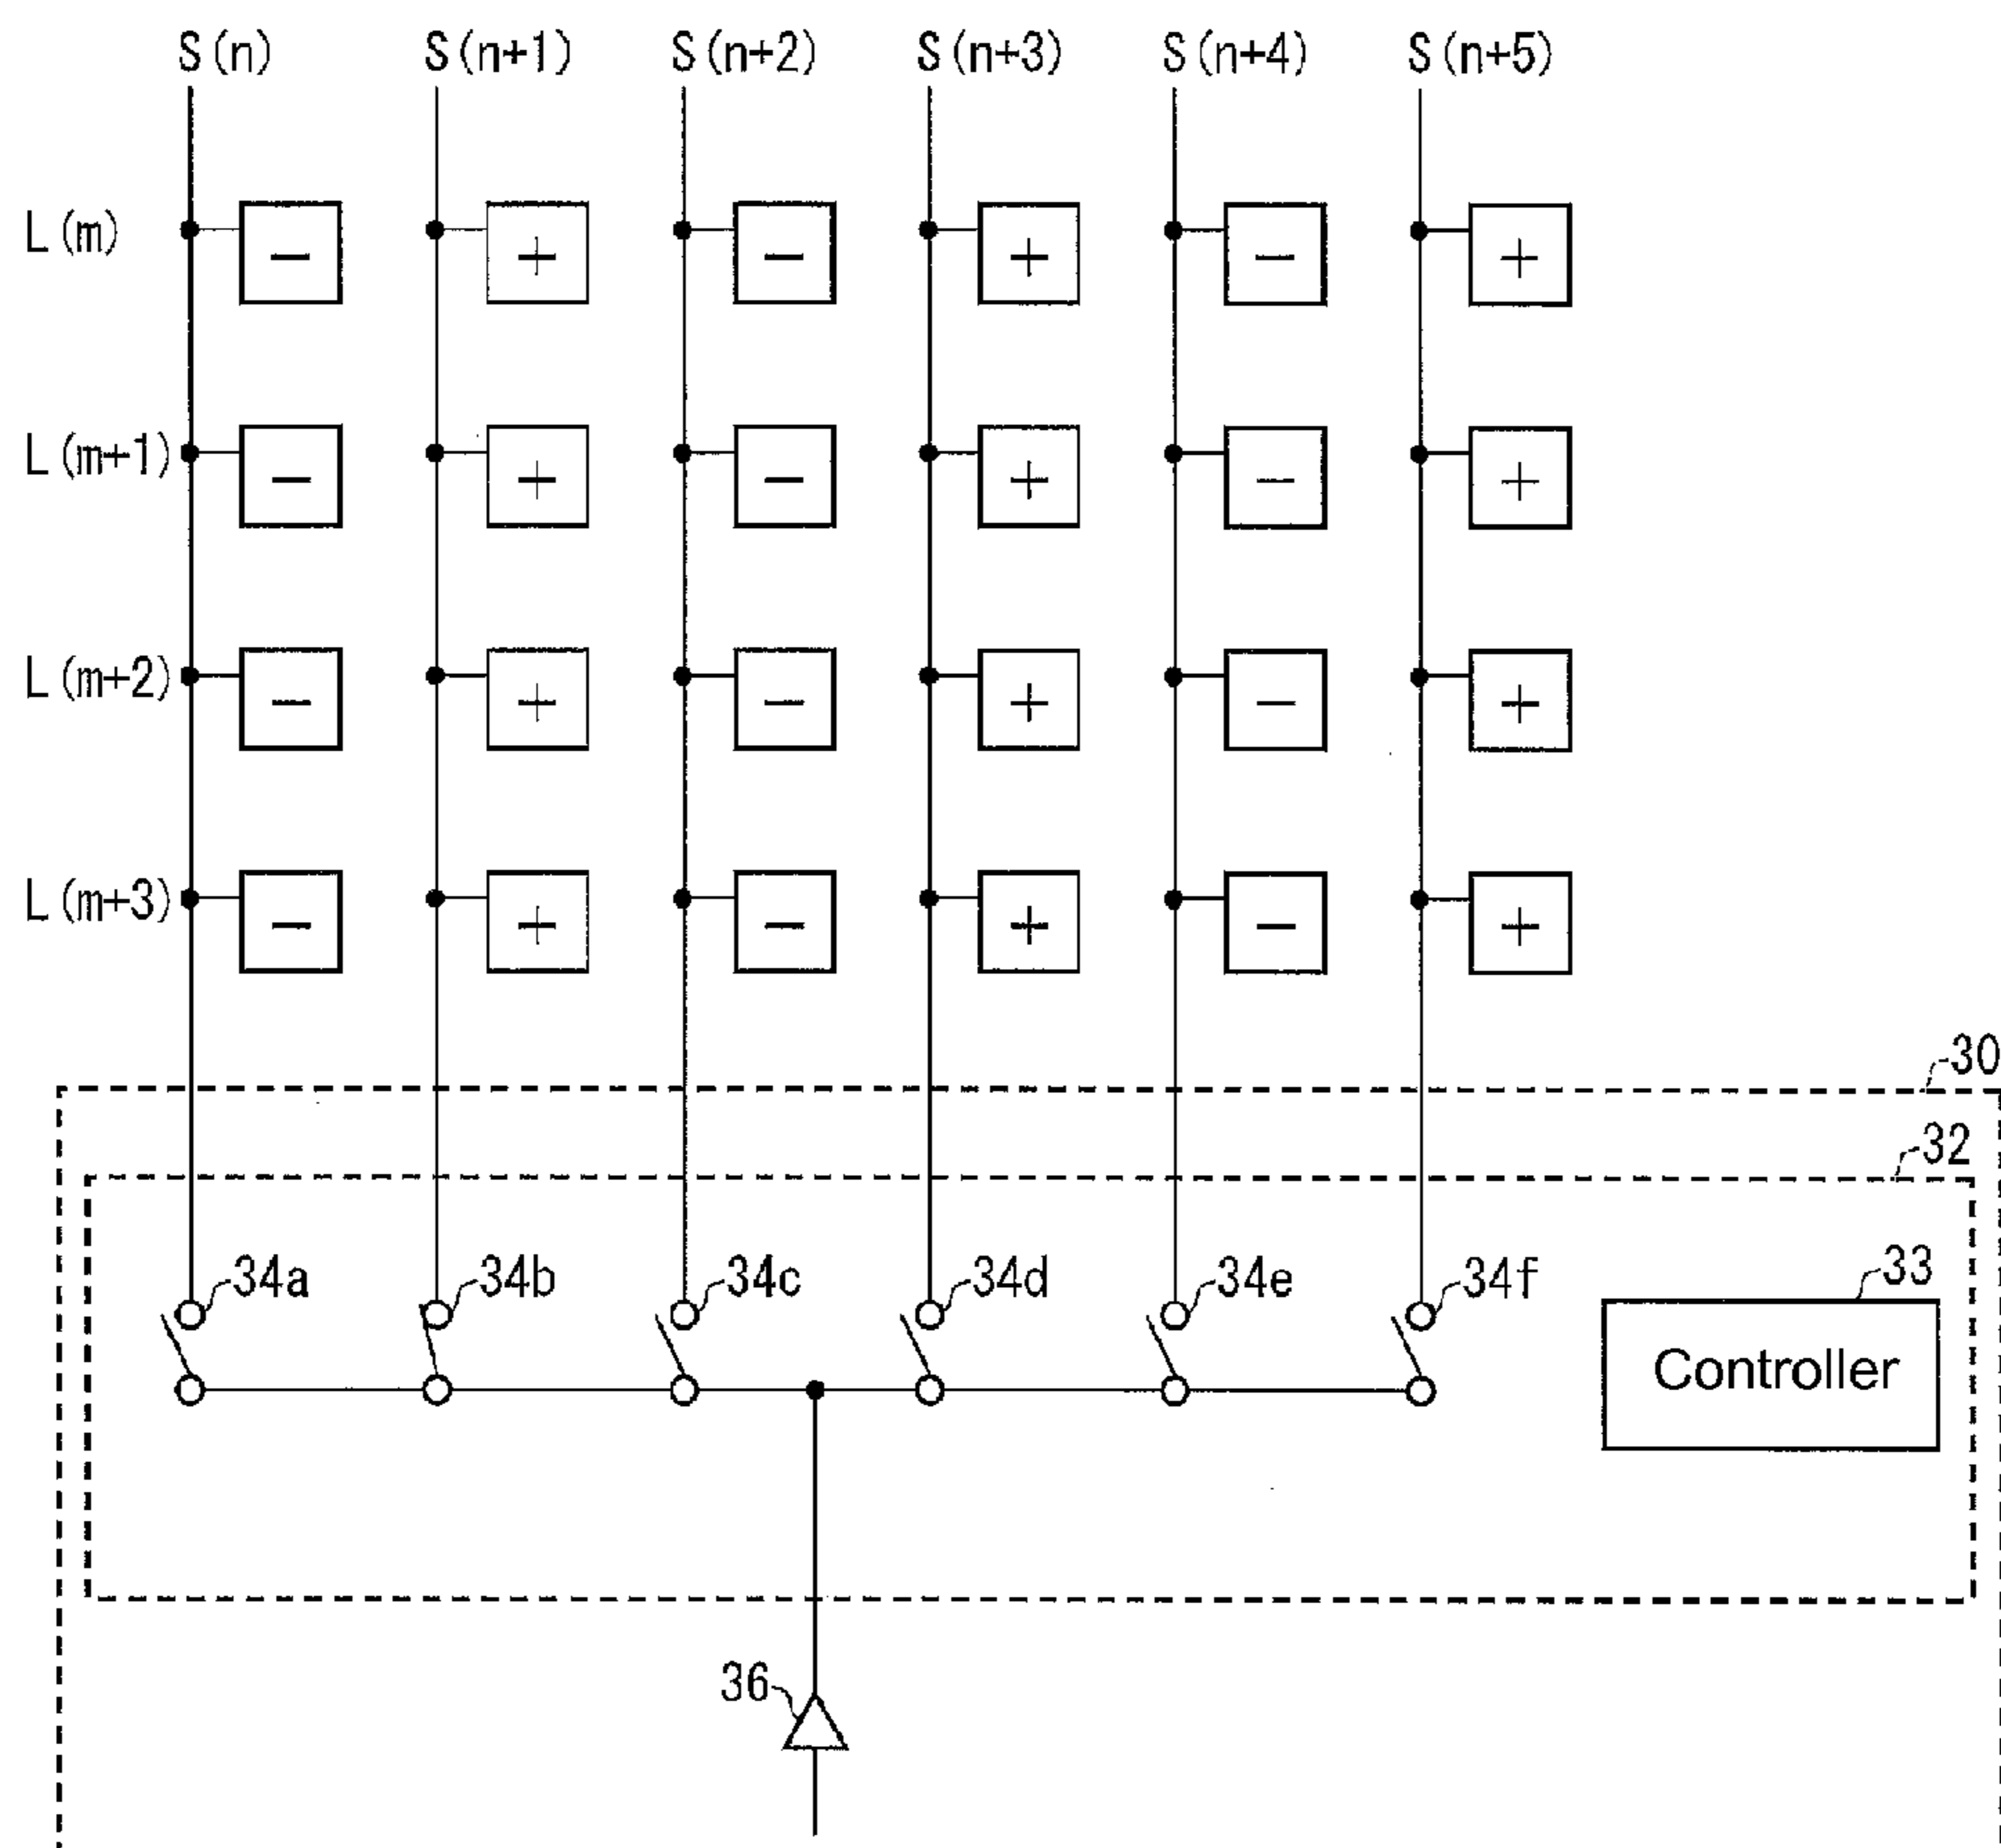 S(n) S(n+1) S(n+2) S(n+3) S(n+4) S(n+5)
L(m) − + − + − +
L(m+1) − + − + − +
L(m+2) − + − + − +
L(m+3) − + − + − +
30
32
34a 34b 34c 34d 34e 34f 33
Controller
36